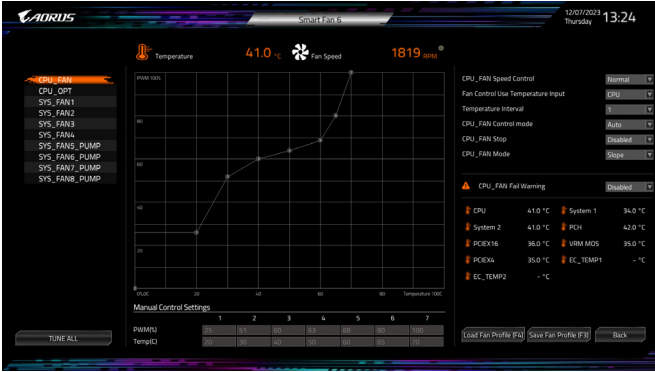 AORUS
Smart Fan 6
12/07/2023
Thursday
13:24
Temperature 41.0 °C Fan Speed 1819 RPM
CPU_FAN
CPU_OPT
SYS_FAN1
SYS_FAN2
SYS_FAN3
SYS_FAN4
SYS_FAN5_PUMP
SYS_FAN6_PUMP
SYS_FAN7_PUMP
SYS_FAN8_PUMP
TUNE ALL
PWM 100%
80
60
40
20
0%,0C 20 40 60 80 Temperature 100C
Manual Control Settings
1 2 3 4 5 6 7
PWM(%) 25 51 60 63 68 80 100
Temp(C) 20 30 40 50 60 65 70
CPU_FAN Speed Control Normal
Fan Control Use Temperature Input CPU
Temperature Interval 1
CPU_FAN Control mode Auto
CPU_FAN Stop Disabled
CPU_FAN Mode Slope
CPU_FAN Fail Warning Disabled
CPU 41.0 °C System 1 34.0 °C
System 2 41.0 °C PCH 42.0 °C
PCIEX16 36.0 °C VRM MOS 35.0 °C
PCIEX4 35.0 °C EC_TEMP1 - °C
EC_TEMP2 - °C
Load Fan Profile (F4) Save Fan Profile (F3) Back